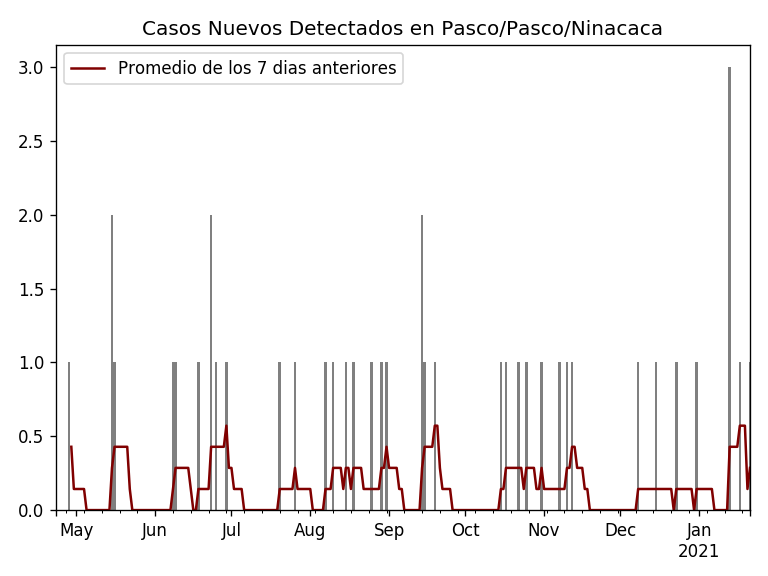 Casos Nuevos Detectados en Pasco/Pasco/Ninacaca
Promedio de los 7 dias anteriores
3.0
2.5
2.0
1.5
1.0
0.5
0.0
May Jun Jul Aug Sep Oct Nov Dec Jan
2021